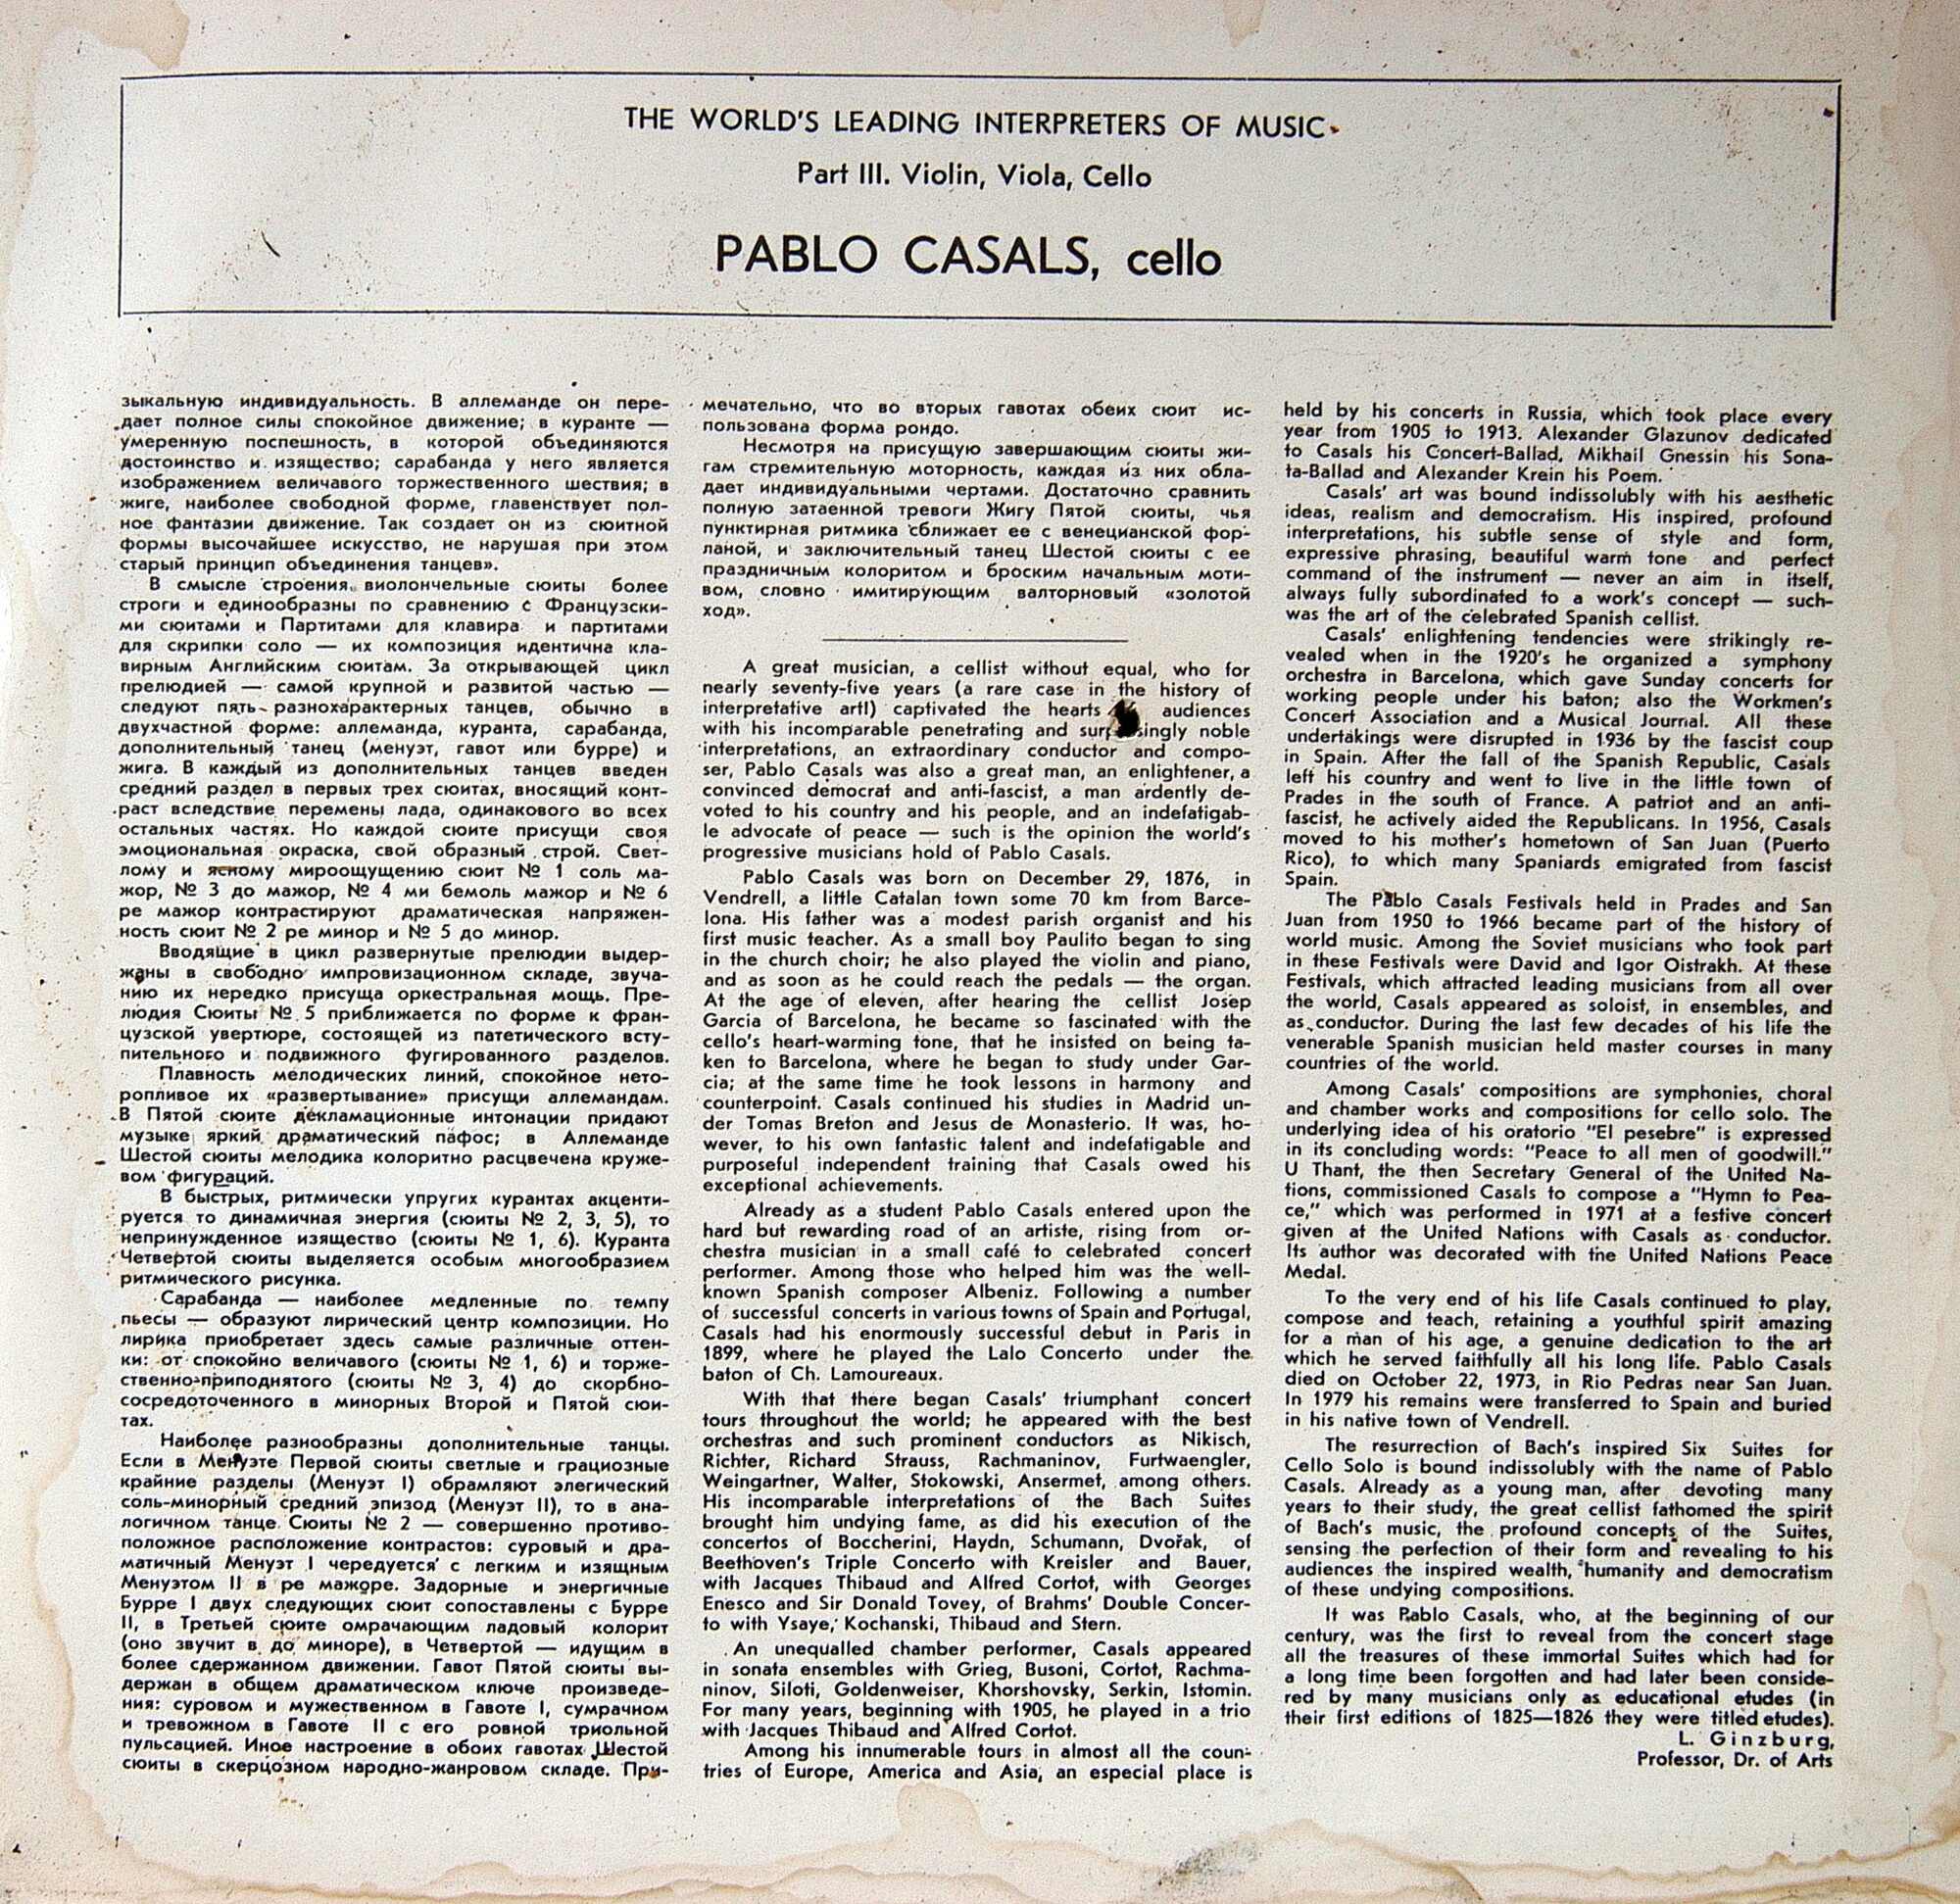 THE WORLD'S LEADING INTERPRETERS OF MUSIC
Part III. Violin, Viola, Cello
PABLO CASALS, cello
зыкальную индивидуальность. В аллеманде он пере-
дает полное силы спокойное движение; в куранте —
умеренную поспешность, в которой объединяются
достоинство и изящество; сарабанда у него является
изображением величавого торжественного шествия; в
жиге, наиболее свободной форме, главенствует пол-
ное фантазии движение. Так создает он из сюитной
формы высочайшее искусство, не нарушая при этом
старый принцип объединения танцев».
В смысле строения виолончельные сюиты более
строги и единообразны по сравнению с Французски-
ми сюитами и Партитами для клавира и партитами
для скрипки соло — их композиция идентична кла-
вирным Английским сюитам. За открывающей цикл
прелюдией — самой крупной и развитой частью —
следуют пять разнохарактерных танцев, обычно в
двухчастной форме: аллеманда, куранта, сарабанда,
дополнительный танец (менуэт, гавот или бурре) и
жига. В каждый из дополнительных танцев введен
средний раздел в первых трех сюитах, вносящий конт-
раст вследствие перемены лада, одинакового во всех
остальных частях. Но каждой сюите присущи своя
эмоциональная окраска, свой образный строй. Свет-
лому и ясному мироощущению сюит № 1 соль ма-
жор, № 3 до мажор, № 4 ми бемоль мажор и № 6
ре мажор контрастируют драматическая напряжен-
ность сюит № 2 ре минор и № 5 до минор.
Вводящие в цикл развернутые прелюдии выдер-
жаны в свободно импровизационном складе, звуча-
нию их нередко присуща оркестральная мощь. Пре-
людия Сюиты № 5 приближается по форме к фран-
цузской увертюре, состоящей из патетического всту-
пительного и подвижного фугированного разделов.
Плавность мелодических линий, спокойное нето-
ропливое их «развертывание» присущи аллемандам.
В Пятой сюите декламационные интонации придают
музыке яркий драматический пафос; в Аллеманде
Шестой сюиты мелодика колоритно расцвечена круже-
вом фигураций.
В быстрых, ритмически упругих курантах акценти-
руется то динамичная энергия (сюиты № 2, 3, 5), то
непринужденное изящество (сюиты № 1, 6). Куранта
Четвертой сюиты выделяется особым многообразием
ритмического рисунка.
Сарабанда — наиболее медленные по темпу
пьесы — образуют лирический центр композиции. Но
лирика приобретает здесь самые различные оттен-
ки: от спокойно величавого (сюиты № 1, 6) и торже-
ственно-приподнятого (сюиты № 3, 4) до скорбно-
сосредоточенного в минорных Второй и Пятой сюи-
тах.
Наиболее разнообразны дополнительные танцы.
Если в Менуэте Первой сюиты светлые и грациозные
крайние разделы (Менуэт I) обрамляют элегический
соль-минорный средний эпизод (Менуэт II), то в ана-
логичном танце Сюиты № 2 — совершенно противо-
положное расположение контрастов: суровый и дра-
матичный Менуэт I чередуется с легким и изящным
Менуэтом II в ре мажоре. Задорные и энергичные
Бурре I двух следующих сюит сопоставлены с Бурре
II, в Третьей сюите омрачающим ладовый колорит
(оно звучит в до миноре), в Четвертой — идущим в
более сдержанном движении. Гавот Пятой сюиты вы-
держан в общем драматическом ключе произведе-
ния: суровом и мужественном в Гавоте I, сумрачном
и тревожном в Гавоте II с его ровной триольной
пульсацией. Иное настроение в обоих гавотах Шестой
сюиты в скерцозном народно-жанровом складе. При-
мечательно, что во вторых гавотах обеих сюит ис-
пользована форма рондо.
Несмотря на присущую завершающим сюиты жи-
гам стремительную моторность, каждая из них обла-
дает индивидуальными чертами. Достаточно сравнить
полную затаенной тревоги Жигу Пятой сюиты, чья
пунктирная ритмика сближает ее с венецианской фор-
ланой, и заключительный танец Шестой сюиты с ее
праздничным колоритом и броским начальным моти-
вом, словно имитирующим валторновый «золотой
ход».
A great musician, a cellist without equal, who for
nearly seventy-five years (a rare case in the history of
interpretative artl) captivated the hearts audiences
with his incomparable penetrating and surprisingly noble
interpretations, an extraordinary conductor and compo-
ser, Pablo Casals was also a great man, an enlightener, a
convinced democrat and anti-fascist, a man ardently de-
voted to his country and his people, and an indefatigab-
le advocate of peace — such is the opinion the world's
progressive musicians hold of Pablo Casals.
Pablo Casals was born on December 29, 1876, in
Vendrell, a little Catalan town some 70 km from Barce-
lona. His father was a modest parish organist and his
first music teacher. As a small boy Paulito began to sing
in the church choir; he also played the violin and piano,
and as soon as he could reach the pedals — the organ.
At the age of eleven, after hearing the cellist Josep
Garcia of Barcelona, he became so fascinated with the
cello's heart-warming tone, that he insisted on being ta-
ken to Barcelona, where he began to study under Gar-
cia; at the same time he took lessons in harmony and
counterpoint. Casals continued his studies in Madrid un-
der Tomas Breton and Jesus de Monasterio. It was, ho-
wever, to his own fantastic talent and indefatigable and
purposeful independent training that Casals owed his
exceptional achievements.
Already as a student Pablo Casals entered upon the
hard but rewarding road of an artiste, rising from or-
chestra musician in a small café to celebrated concert
performer. Among those who helped him was the well-
known Spanish composer Albeniz. Following a number
of successful concerts in various towns of Spain and Portugal,
Casals had his enormously successful debut in Paris in
1899, where he played the Lalo Concerto under the
baton of Ch. Lamoureaux.
With that there began Casals' triumphant concert
tours throughout the world; he appeared with the best
orchestras and such prominent conductors as Nikisch,
Richter, Richard Strauss, Rachmaninov, Furtwaengler,
Weingartner, Walter, Stokowski, Ansermet, among others.
His incomparable interpretations of the Bach Suites
brought him undying fame, as did his execution of the
concertos of Boccherini, Haydn, Schumann, Dvořak, of
Beethoven's Triple Concerto with Kreisler and Bauer,
with Jacques Thibaud and Alfred Cortot, with Georges
Enesco and Sir Donald Tovey, of Brahms' Double Concer-
to with Ysaye, Kochanski, Thibaud and Stern.
An unequalled chamber performer, Casals appeared
in sonata ensembles with Grieg, Busoni, Cortot, Rachma-
ninov, Siloti, Goldenweiser, Khorshovsky, Serkin, Istomin.
For many years, beginning with 1905, he played in a trio
with Jacques Thibaud and Alfred Cortot.
Among his innumerable tours in almost all the coun-
tries of Europe, America and Asia, an especial place is
held by his concerts in Russia, which took place every
year from 1905 to 1913. Alexander Glazunov dedicated
to Casals his Concert-Ballad, Mikhail Gnessin his Sona-
ta-Ballad and Alexander Krein his Poem.
Casals' art was bound indissolubly with his aesthetic
ideas, realism and democratism. His inspired, profound
interpretations, his subtle sense of style and form,
expressive phrasing, beautiful warm tone and perfect
command of the instrument — never an aim in itself,
always fully subordinated to a work's concept — such-
was the art of the celebrated Spanish cellist.
Casals' enlightening tendencies were strikingly re-
vealed when in the 1920's he organized a symphony
orchestra in Barcelona, which gave Sunday concerts for
working people under his baton; also the Workmen's
Concert Association and a Musical Journal. All these
undertakings were disrupted in 1936 by the fascist coup
in Spain. After the fall of the Spanish Republic, Casals
left his country and went to live in the little town of
Prades in the south of France. A patriot and an anti-
fascist, he actively aided the Republicans. In 1956, Casals
moved to his mother's hometown of San Juan (Puerto
Rico), to which many Spaniards emigrated from fascist
Spain.
The Pablo Casals Festivals held in Prades and San
Juan from 1950 to 1966 became part of the history of
world music. Among the Soviet musicians who took part
in these Festivals were David and Igor Oistrakh. At these
Festivals, which attracted leading musicians from all over
the world, Casals appeared as soloist, in ensembles, and
as conductor. During the last few decades of his life the
venerable Spanish musician held master courses in many
countries of the world.
Among Casals' compositions are symphonies, choral
and chamber works and compositions for cello solo. The
underlying idea of his oratorio "El pesebre" is expressed
in its concluding words: "Peace to all men of goodwill."
U Thant, the then Secretary General of the United Na-
tions, commissioned Casals to compose a "Hymn to Pea-
ce," which was performed in 1971 at a festive concert
given at the United Nations with Casals as conductor.
Its author was decorated with the United Nations Peace
Medal.
To the very end of his life Casals continued to play,
compose and teach, retaining a youthful spirit amazing
for a man of his age, a genuine dedication to the art
which he served faithfully all his long life. Pablo Casals
died on October 22, 1973, in Rio Pedras near San Juan.
In 1979 his remains were transferred to Spain and buried
in his native town of Vendrell.
The resurrection of Bach's inspired Six Suites for
Cello Solo is bound indissolubly with the name of Pablo
Casals. Already as a young man, after devoting many
years to their study, the great cellist fathomed the spirit
of Bach's music, the profound concepts of the Suites,
sensing the perfection of their form and revealing to his
audiences the inspired wealth, humanity and democratism
of these undying compositions.
It was Pablo Casals, who, at the beginning of our
century, was the first to reveal from the concert stage
all the treasures of these immortal Suites which had for
a long time been forgotten and had later been conside-
red by many musicians only as educational etudes (in
their first editions of 1825—1826 they were titled etudes).
L. Ginzburg,
Professor, Dr. of Arts